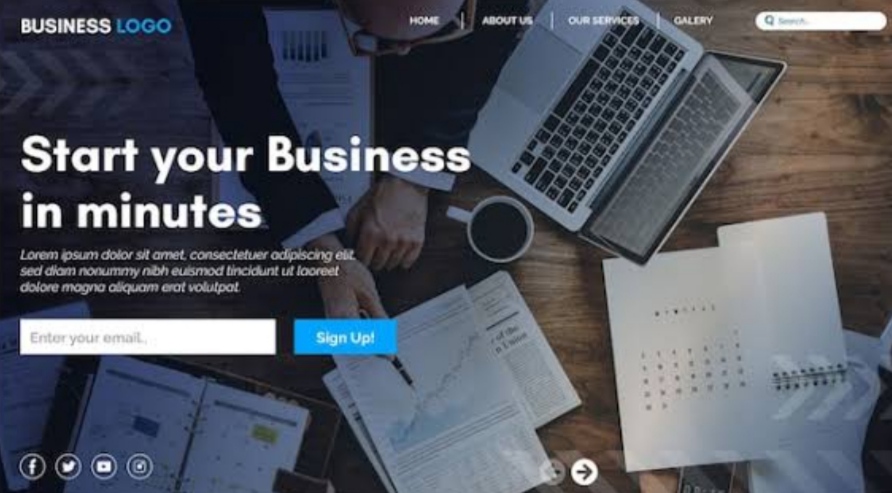 BUSINESS LOGO
HOME
ABOUT US
OUR SERVICES
GALERY
Search..
Start your Business
in minutes
Lorem ipsum dolor sit amet, consectetuer adipiscing elit,
sed diam nonummy nibh euismod tincidunt ut laoreet
dolore magna aliquam erat volutpat.
Enter your email..
Sign Up!
of the